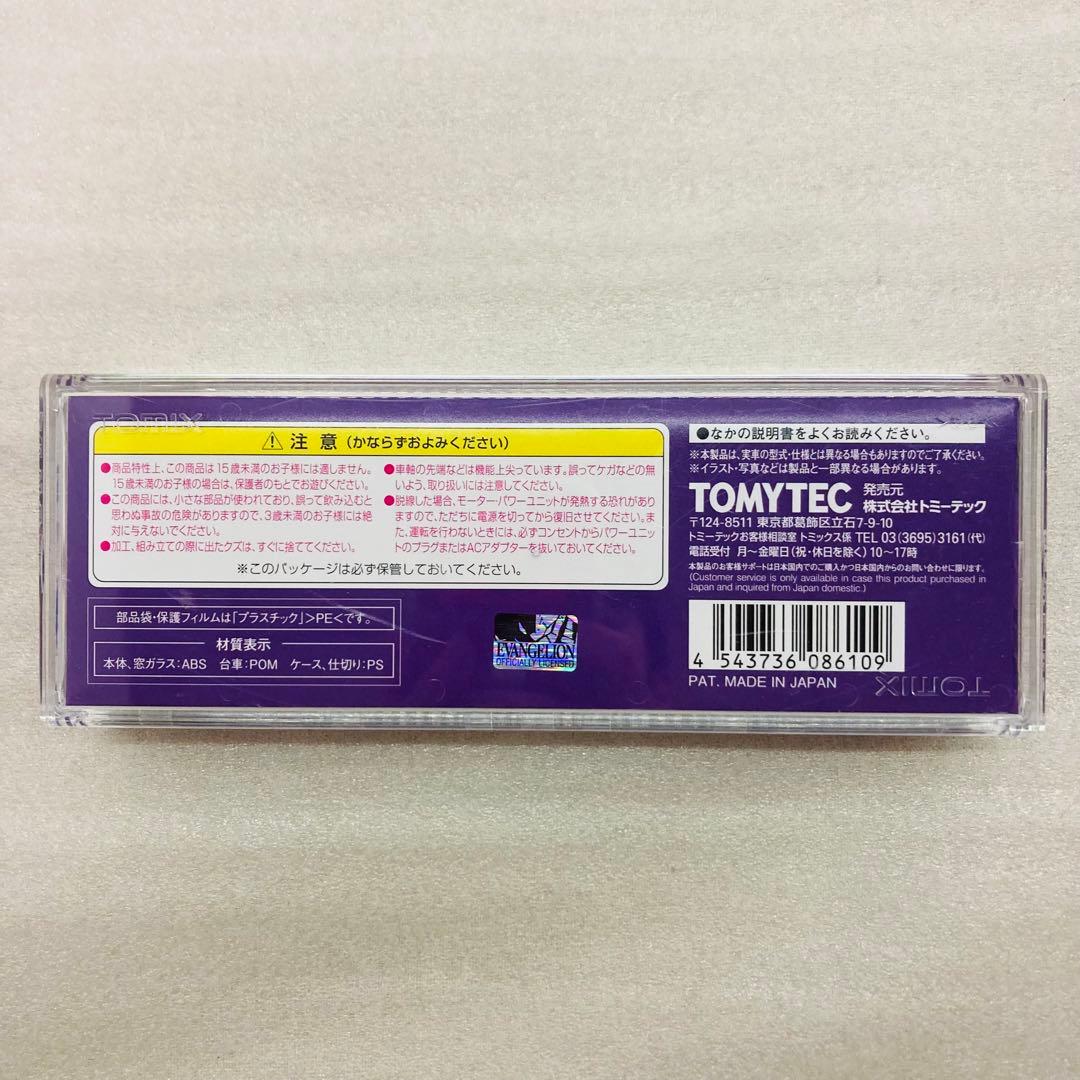 TOMIX
⚠ 注意(かならずおよみください)
●商品特性上、この商品は15歳未満のお子様には適しません。
15歳未満のお子様の場合は、保護者のもとでお遊びください。
●この商品には、小さな部品が使われており、誤って飲み込むと
思わぬ事故の危険がありますので、3歳未満のお子様には絶
対に与えないでください。
●加工、組み立ての際に出たクズは、すぐに捨ててください。
●車軸の先端などは機能上尖っています。誤ってケガなどの無
いよう、取り扱いには注意してください。
●脱線した場合、モーター・パワーユニットが発熱する恐れがあり
ますので、ただちに電源を切ってから復旧させてください。ま
た、運転を行わないときには、必ずコンセントからパワーユニッ
トのプラグまたはACアダプターを抜いておいてください。
※このパッケージは必ず保管しておいてください。
部品袋・保護フィルムは「プラスチック」>PE<です。
材質表示
本体、窓ガラス:ABS 台車:POM ケース、仕切り:PS
EVANGELION
OFFICIALLY LICENSED
●なかの説明書をよくお読みください。
※本製品は、実車の型式・仕様とは異なる場合もありますのでご了承ください。
※イラスト・写真などは製品と一部異なる場合があります。
TOMYTEC 発売元 株式会社トミーテック
〒124-8511 東京都葛飾区立石7-9-10
トミーテックお客様相談室 トミックス係 TEL 03(3695)3161(代)
電話受付 月〜金曜日(祝・休日を除く)10〜17時
本製品のお客様サポートは日本国内でのご購入かつ日本国内からのお問い合わせに限ります。
(Customer service is only available in case this product purchased in
Japan and inquired from Japan domestic.)
4 543736 086109
PAT. MADE IN JAPAN
TOMIX